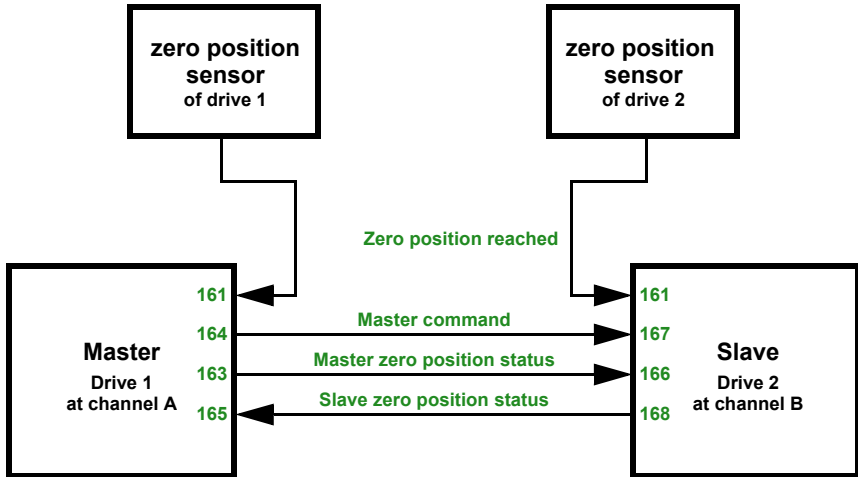 zero position
sensor
of drive 1
zero position
sensor
of drive 2
Zero position reached
161
161
164
Master command
167
Master
Drive 1
at channel A
163
Master zero position status
166
Slave
Drive 2
at channel B
165
Slave zero position status
168